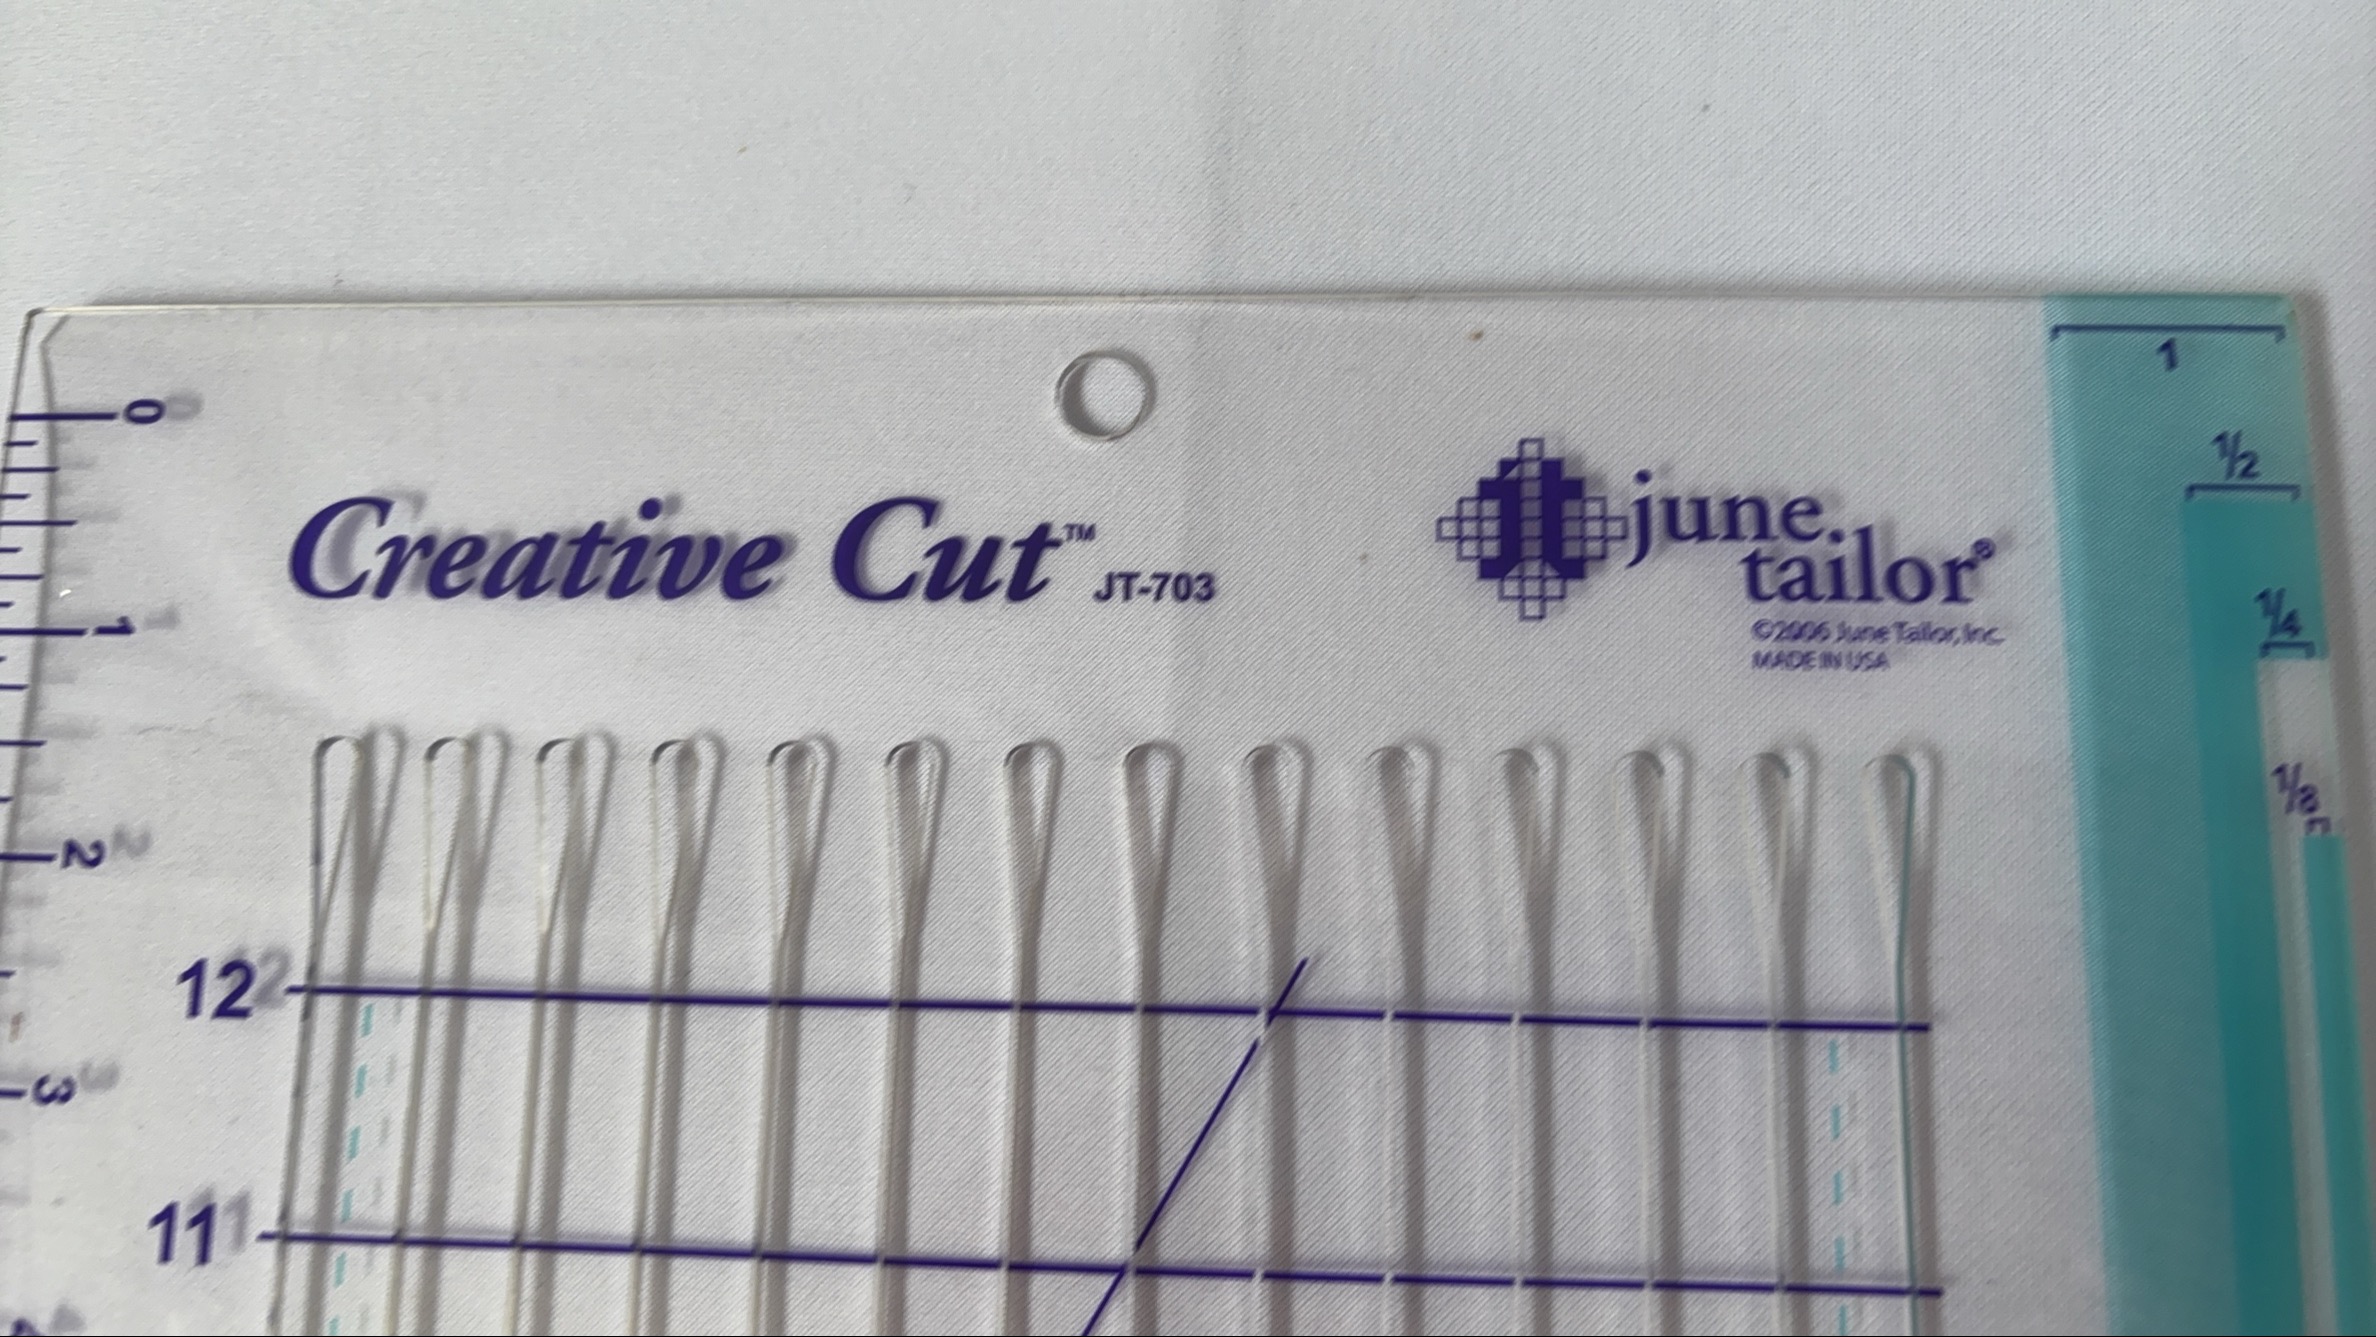 1
0
1/2
Creative Cut™ JT-703
june
tailor®
©2006 June Tailor, Inc.
MADE IN USA
1/4
1
1/8
2
12
3
11